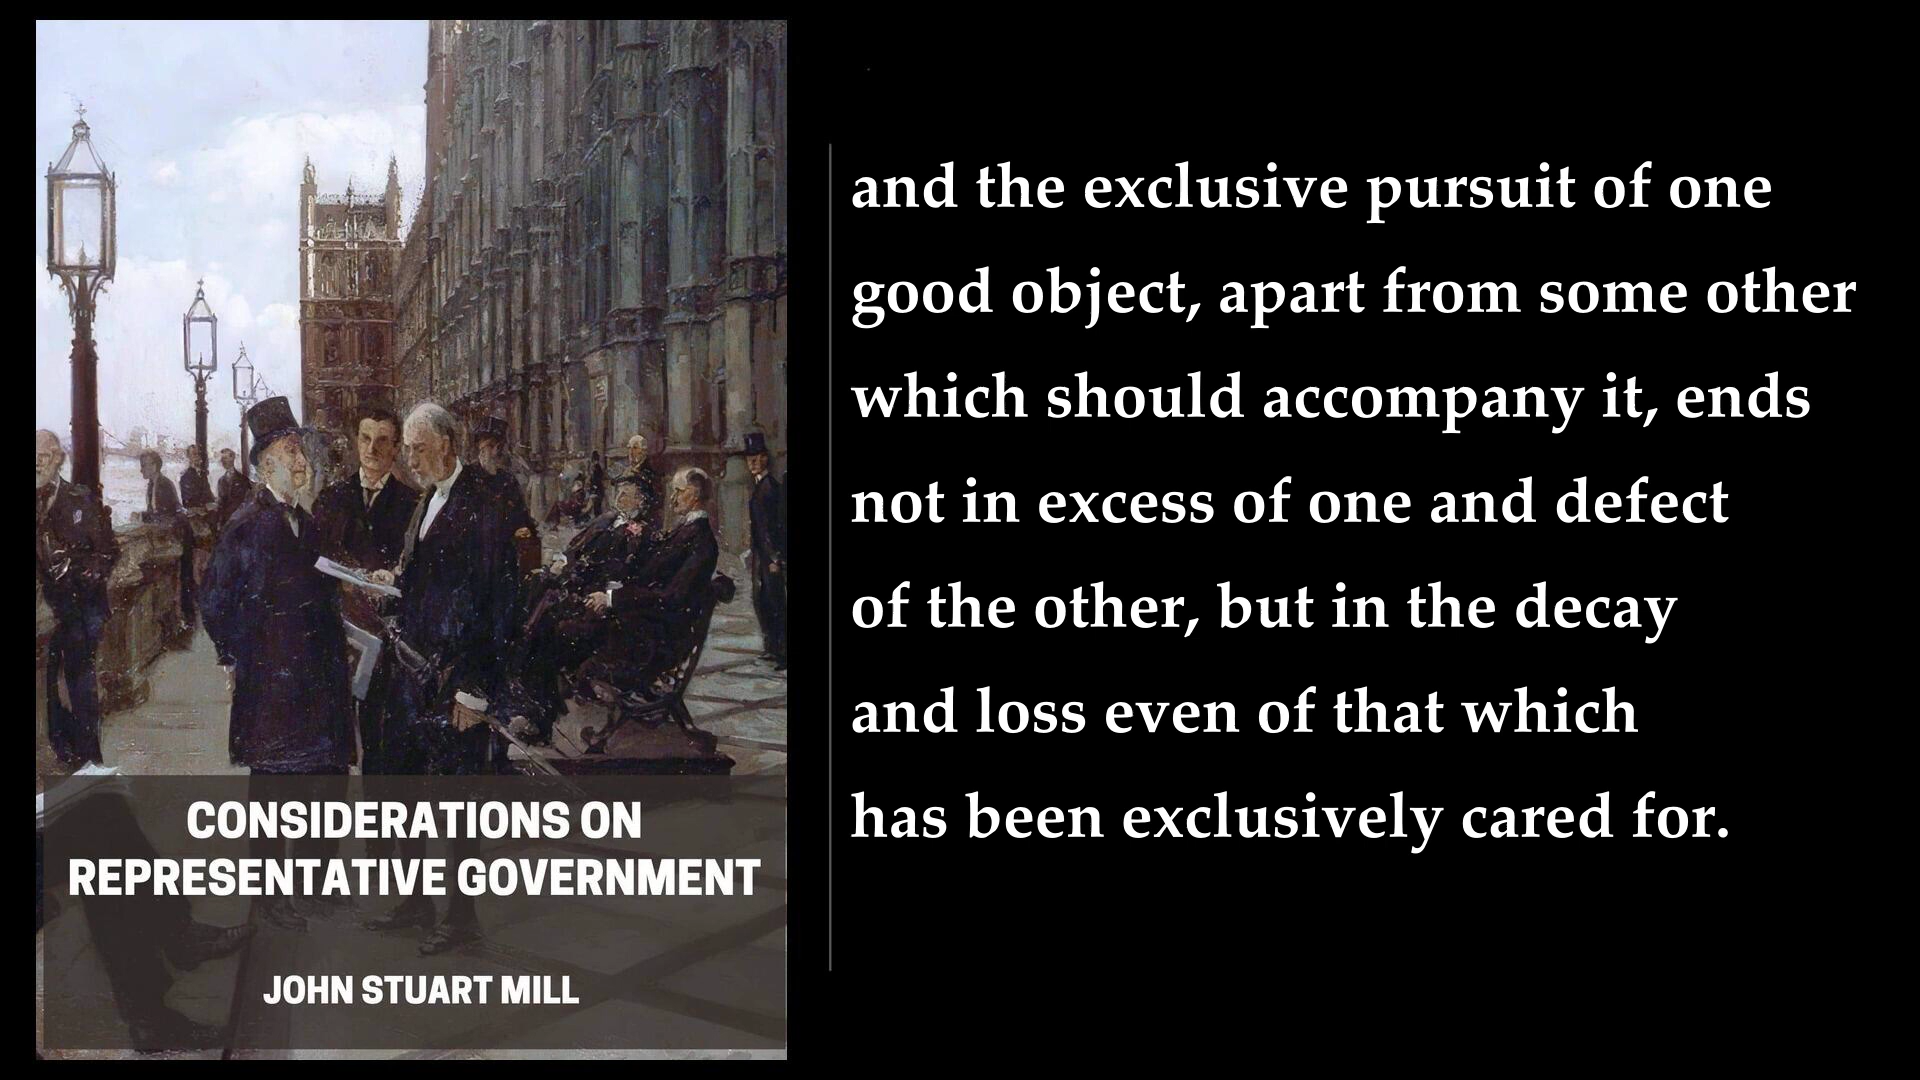 CONSIDERATIONS ON
REPRESENTATIVE GOVERNMENT
JOHN STUART MILL
and the exclusive pursuit of one
good object, apart from some other
which should accompany it, ends
not in excess of one and defect
of the other, but in the decay
and loss even of that which
has been exclusively cared for.